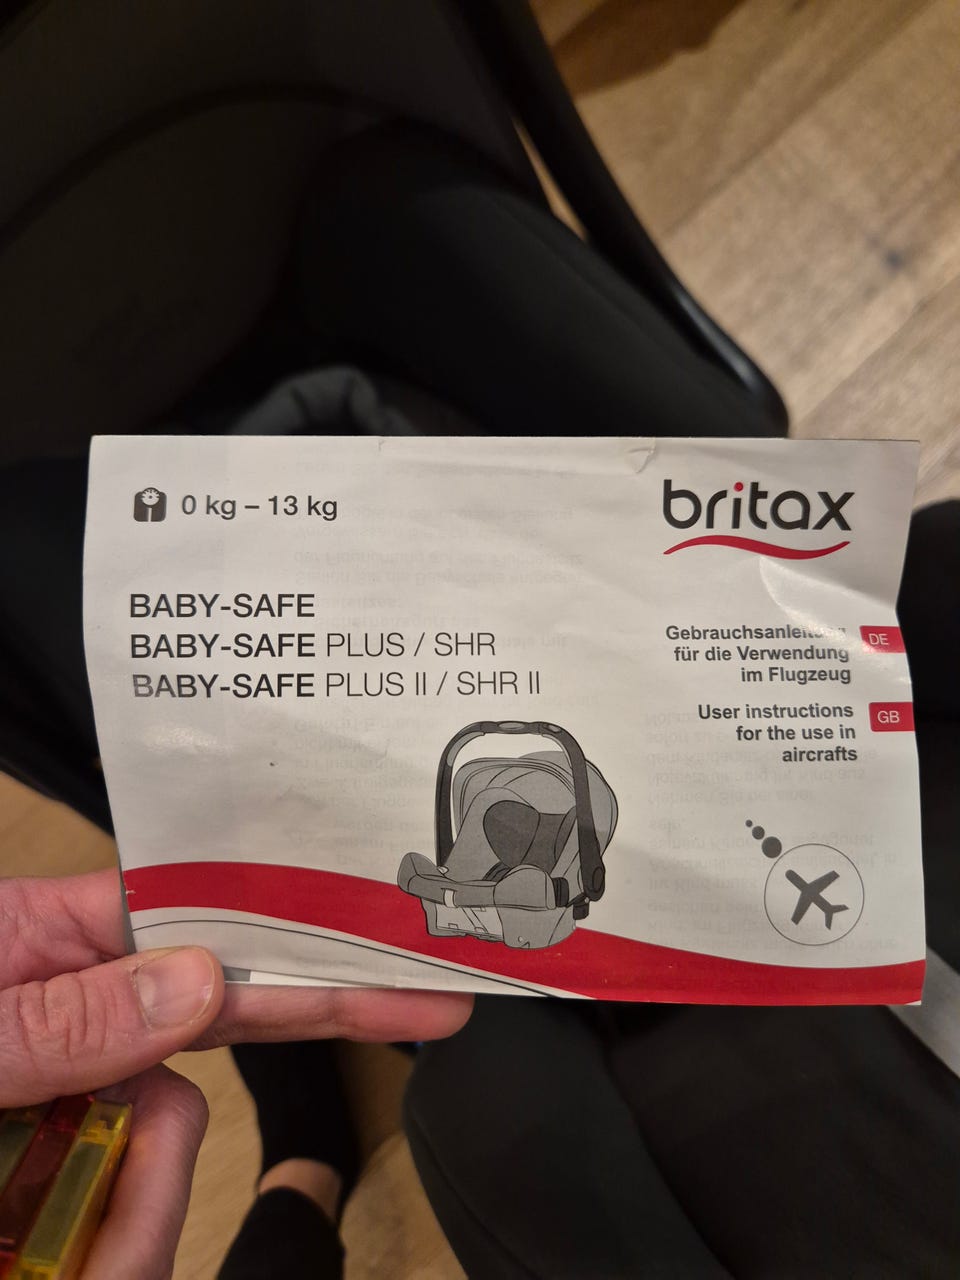 0 kg – 13 kg
britax
BABY-SAFE
BABY-SAFE PLUS / SHR
BABY-SAFE PLUS II / SHR II
Gebrauchsanleitung DE
für die Verwendung
im Flugzeug
User instructions GB
for the use in
aircrafts